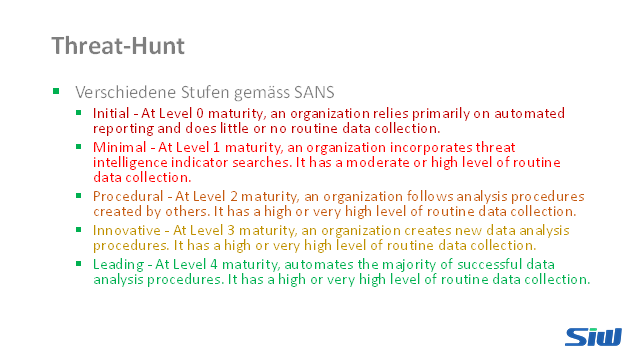 Threat-Hunt
Verschiedene Stufen gemäss SANS
Initial - At Level 0 maturity, an organization relies primarily on automated
reporting and does little or no routine data collection.
Minimal - At Level 1 maturity, an organization incorporates threat
intelligence indicator searches. It has a moderate or high level of routine
data collection.
Procedural - At Level 2 maturity, an organization follows analysis procedures
created by others. It has a high or very high level of routine data collection.
Innovative - At Level 3 maturity, an organization creates new data analysis
procedures. It has a high or very high level of routine data collection.
Leading - At Level 4 maturity, automates the majority of successful data
analysis procedures. It has a high or very high level of routine data collection.
SIW